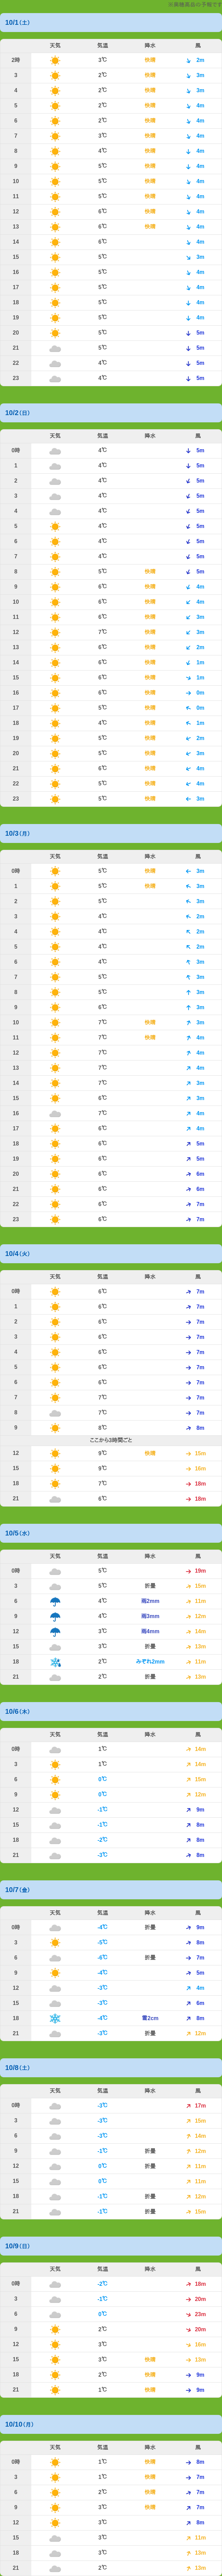 10/1(土)
天気 気温 降水 風
2時 3℃ 快晴 2m
3 2℃ 快晴 3m
4 2℃ 快晴 3m
5 2℃ 快晴 4m
6 2℃ 快晴 4m
7 3℃ 快晴 4m
8 4℃ 快晴 4m
9 5℃ 快晴 4m
10 5℃ 快晴 4m
11 5℃ 快晴 4m
12 6℃ 快晴 4m
13 6℃ 快晴 4m
14 6℃ 4m
15 5℃ 3m
16 5℃ 4m
17 5℃ 4m
18 5℃ 4m
19 5℃ 4m
20 5℃ 5m
21 5℃ 5m
22 4℃ 5m
23 4℃ 5m
10/2(日)
天気 気温 降水 風
0時 4℃ 5m
1 4℃ 5m
2 4℃ 5m
3 4℃ 5m
4 4℃ 5m
5 4℃ 5m
6 4℃ 5m
7 4℃ 5m
8 5℃ 快晴 5m
9 6℃ 快晴 4m
10 6℃ 快晴 4m
11 6℃ 快晴 3m
12 7℃ 快晴 3m
13 6℃ 快晴 2m
14 6℃ 快晴 1m
15 6℃ 快晴 1m
16 6℃ 快晴 0m
17 5℃ 快晴 0m
18 4℃ 快晴 1m
19 5℃ 快晴 2m
20 5℃ 快晴 3m
21 6℃ 快晴 4m
22 5℃ 快晴 4m
23 5℃ 快晴 3m
10/3(月)
天気 気温 降水 風
0時 5℃ 快晴 3m
1 5℃ 快晴 3m
2 5℃ 3m
3 4℃ 2m
4 4℃ 2m
5 4℃ 2m
6 4℃ 3m
7 5℃ 3m
8 5℃ 3m
9 6℃ 3m
10 7℃ 快晴 3m
11 7℃ 快晴 4m
12 7℃ 4m
13 7℃ 4m
14 7℃ 3m
15 6℃ 3m
16 7℃ 4m
17 6℃ 4m
18 6℃ 5m
19 6℃ 5m
20 6℃ 6m
21 6℃ 6m
22 6℃ 7m
23 6℃ 7m
10/4(火)
天気 気温 降水 風
0時 6℃ 7m
1 6℃ 7m
2 6℃ 7m
3 6℃ 7m
4 6℃ 7m
5 6℃ 7m
6 6℃ 7m
7 7℃ 7m
8 7℃ 7m
9 8℃ 8m
ここから3時間ごと
12 9℃ 快晴 15m
15 9℃ 16m
18 7℃ 18m
21 6℃ 18m
10/5(水)
天気 気温 降水 風
0時 5℃ 19m
3 5℃ 折曇 15m
6 4℃ 雨2mm 11m
9 4℃ 雨3mm 12m
12 3℃ 雨4mm 14m
15 3℃ 折曇 13m
18 2℃ みぞれ2mm 11m
21 2℃ 折曇 13m
10/6(木)
天気 気温 降水 風
0時 1℃ 14m
3 1℃ 14m
6 0℃ 15m
9 0℃ 12m
12 -1℃ 9m
15 -1℃ 8m
18 -2℃ 8m
21 -3℃ 8m
10/7(金)
天気 気温 降水 風
0時 -4℃ 折曇 9m
3 -5℃ 8m
6 -6℃ 折曇 7m
9 -4℃ 5m
12 -3℃ 4m
15 -3℃ 6m
18 -4℃ 雪2cm 8m
21 -3℃ 折曇 12m
10/8(土)
天気 気温 降水 風
0時 -3℃ 17m
3 -3℃ 15m
6 -3℃ 14m
9 -1℃ 折曇 12m
12 0℃ 折曇 11m
15 0℃ 11m
18 -1℃ 折曇 12m
21 -1℃ 折曇 15m
10/9(日)
天気 気温 降水 風
0時 -2℃ 18m
3 -1℃ 20m
6 0℃ 23m
9 2℃ 20m
12 3℃ 16m
15 3℃ 快晴 13m
18 2℃ 快晴 9m
21 1℃ 快晴 9m
10/10(月)
天気 気温 降水 風
0時 1℃ 快晴 8m
3 1℃ 快晴 7m
6 2℃ 快晴 7m
9 3℃ 快晴 7m
12 3℃ 8m
15 3℃ 11m
18 3℃ 13m
21 2℃ 13m